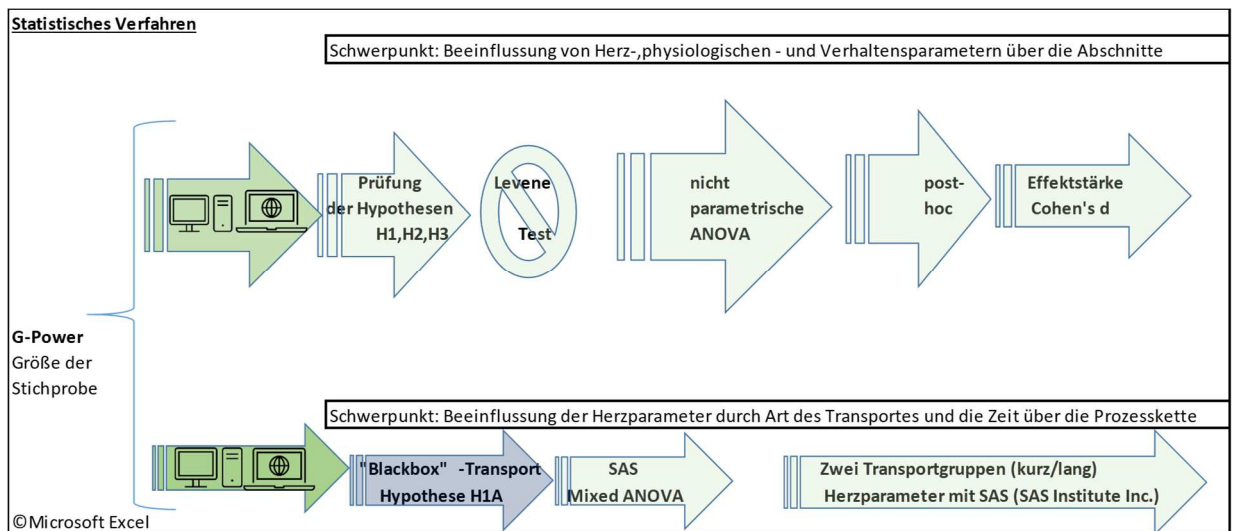 Statistisches Verfahren
Schwerpunkt: Beeinflussung von Herz-,physiologischen - und Verhaltensparametern über die Abschnitte
Prüfung
der Hypothesen
H1,H2,H3
Levene
Test
nicht
parametrische
ANOVA
post-
hoc
Effektstärke
Cohen's d
G-Power
Größe der
Stichprobe
Schwerpunkt: Beeinflussung der Herzparameter durch Art des Transportes und die Zeit über die Prozesskette
"Blackbox" -Transport
Hypothese H1A
SAS
Mixed ANOVA
Zwei Transportgruppen (kurz/lang)
Herzparameter mit SAS (SAS Institute Inc.)
©Microsoft Excel